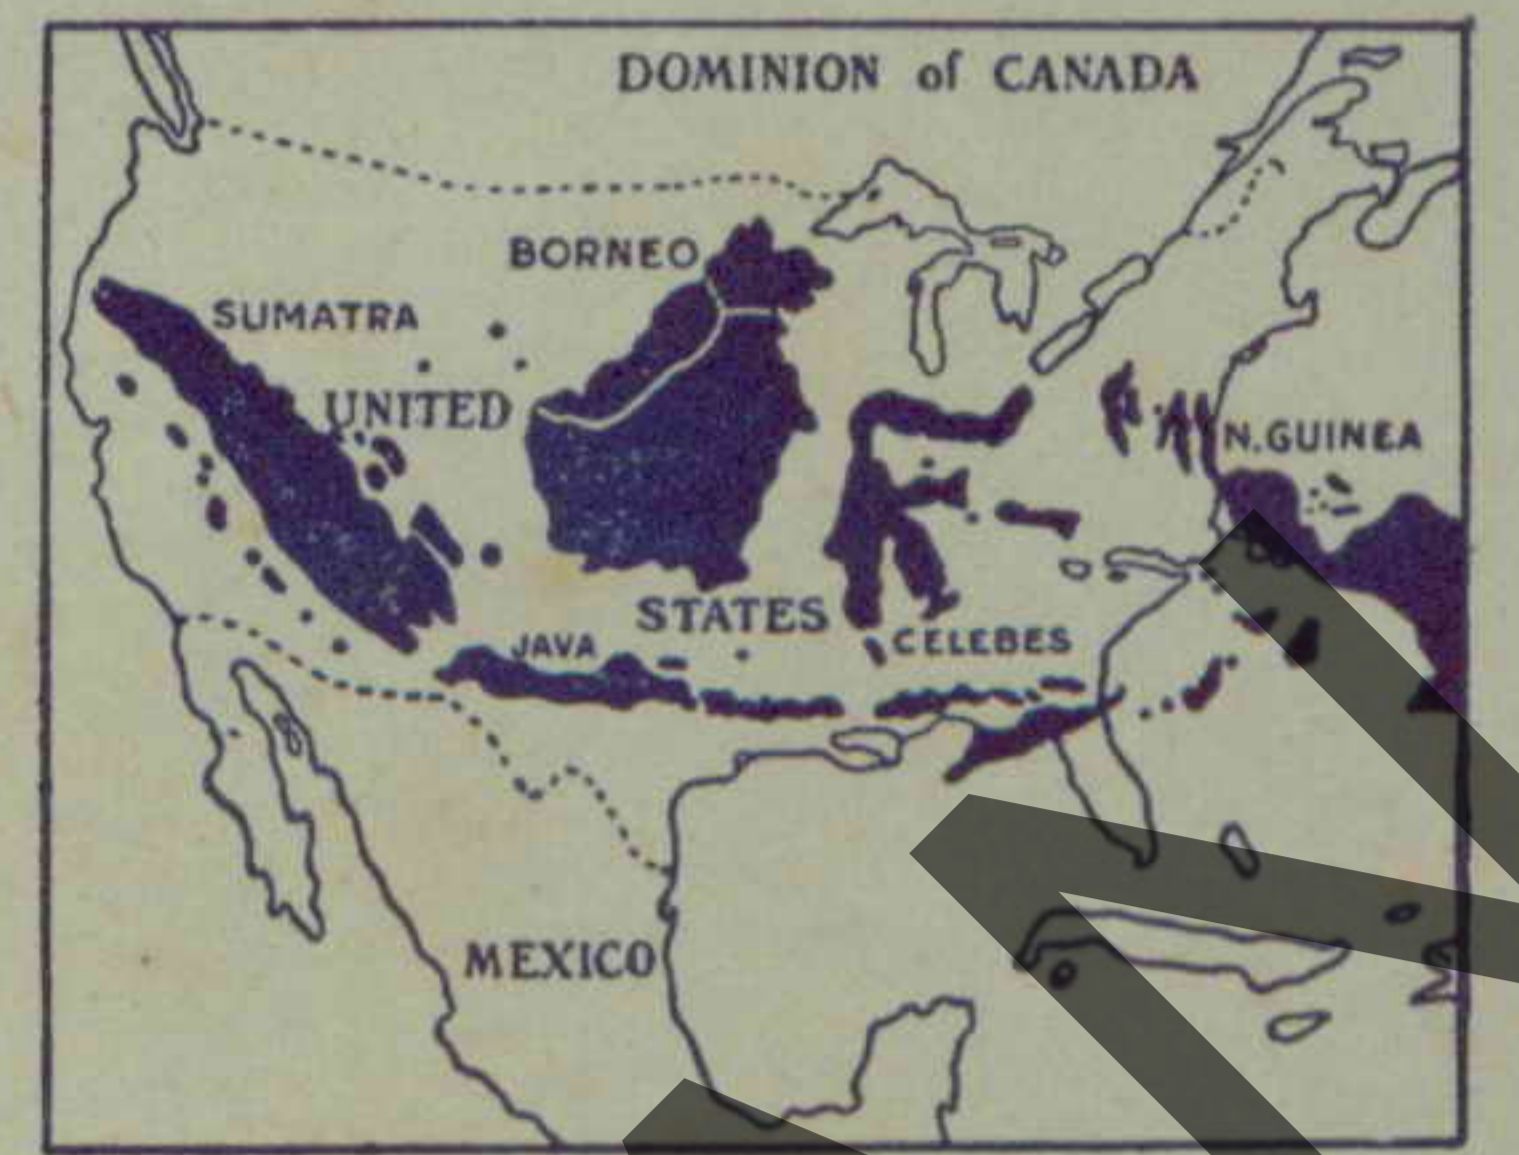 DOMINION of CANADA
BORNEO
SUMATRA
UNITED
N.GUINEA
STATES
JAVA
CELEBES
MEXICO